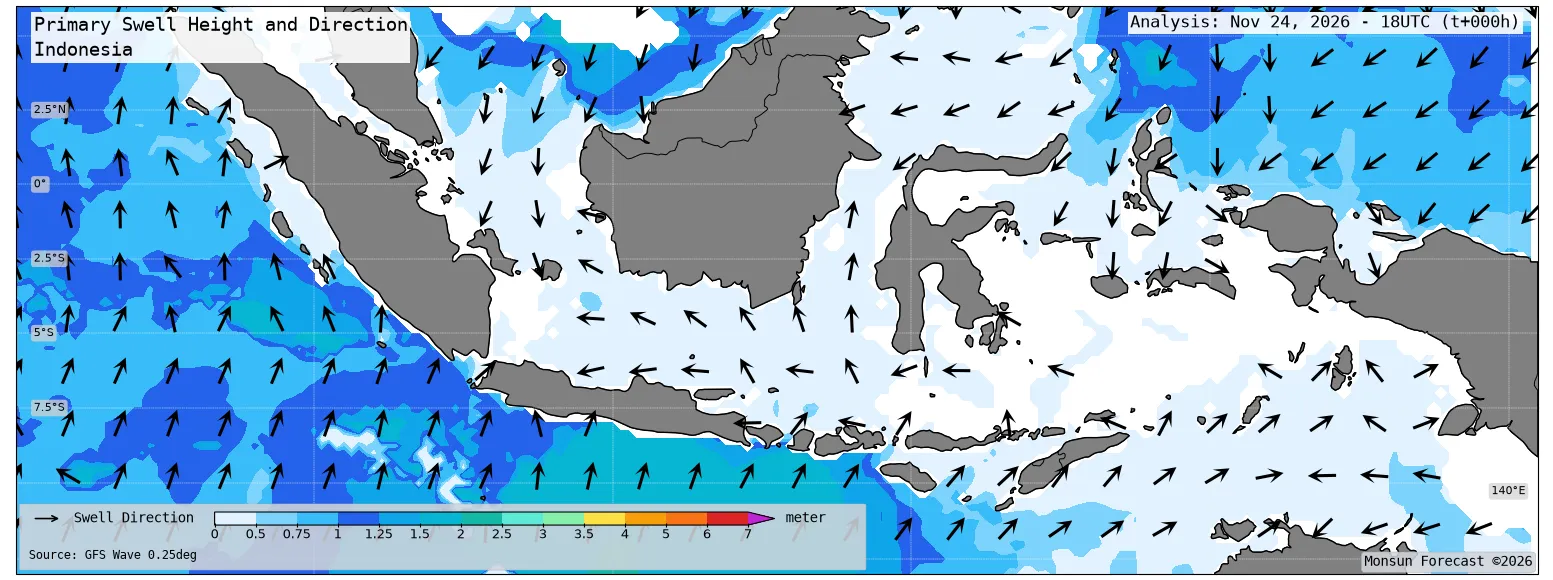 Primary Swell Height and Direction
Indonesia
Analysis: Nov 24, 2026 - 18UTC (t+000h)
2.5°N
0°
2.5°S
5°S
7.5°S
140°E
Swell Direction
0 0.5 0.75 1 1.25 1.5 2 2.5 3 3.5 4 5 6 7
meter
Source: GFS Wave 0.25deg
Monsun Forecast ©2026